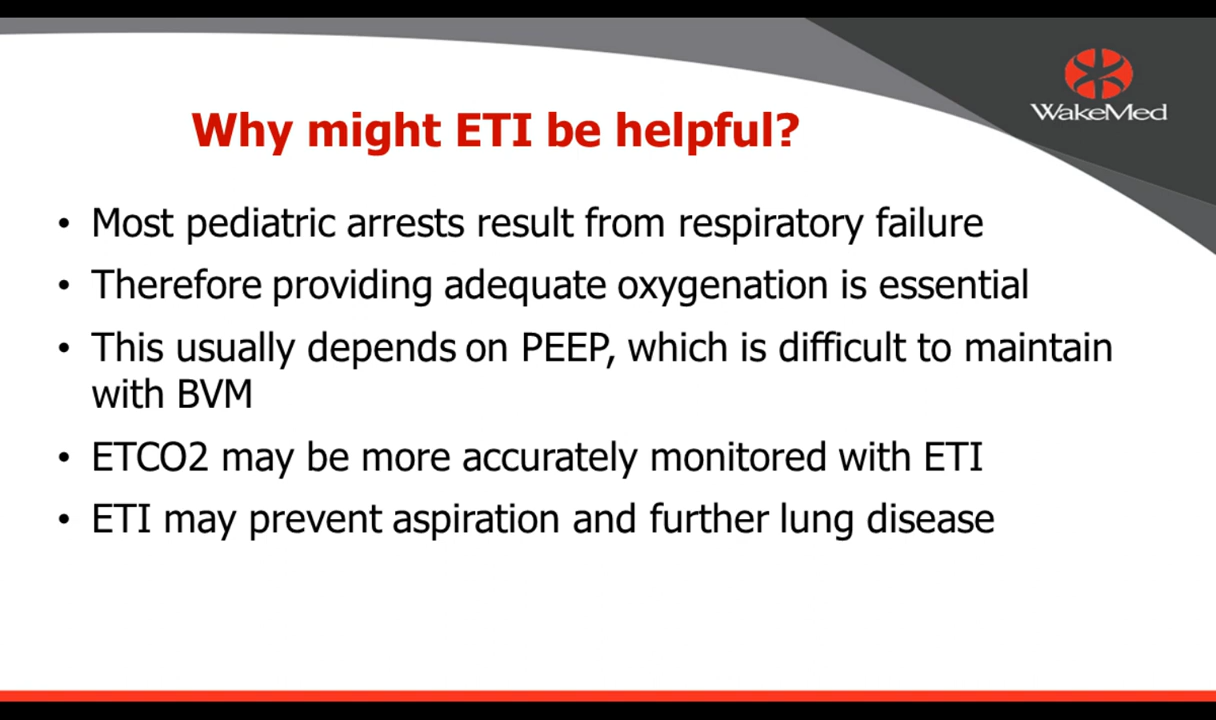 WakeMed
Why might ETI be helpful?
• Most pediatric arrests result from respiratory failure
• Therefore providing adequate oxygenation is essential
• This usually depends on PEEP, which is difficult to maintain
with BVM
• ETCO2 may be more accurately monitored with ETI
• ETI may prevent aspiration and further lung disease